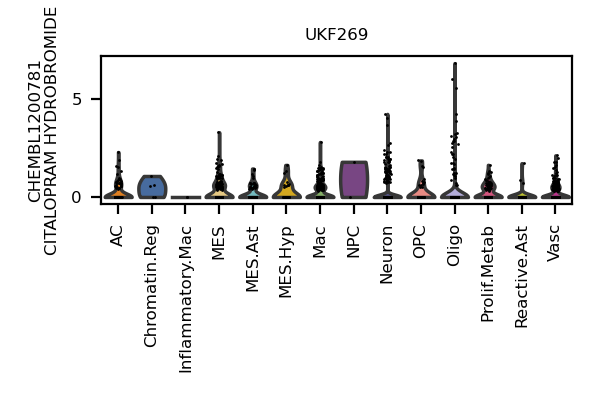 UKF269
CHEMBL1200781
CITALOPRAM HYDROBROMIDE
5
0
AC
Chromatin.Reg
Inflammatory.Mac
MES
MES.Ast
MES.Hyp
Mac
NPC
Neuron
OPC
Oligo
Prolif.Metab
Reactive.Ast
Vasc